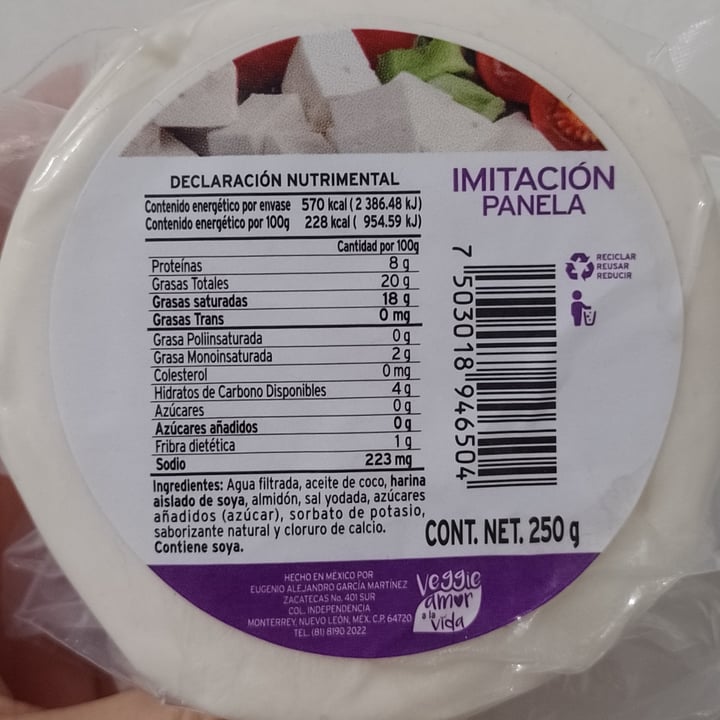 IMITACIÓN
PANELA
DECLARACIÓN NUTRIMENTAL
Contenido energético por envase 570 kcal ( 2 386.48 kJ)
Contenido energético por 100g 228 kcal ( 954.59 kJ)
Cantidad por 100g
Proteínas 8 g
Grasas Totales 20 g
Grasas saturadas 18 g
Grasas Trans 0 mg
Grasa Poliinsaturada 0 g
Grasa Monoinsaturada 2 g
Colesterol 0 mg
Hidratos de Carbono Disponibles 4 g
Azúcares 0 g
Azúcares añadidos 0 g
Fribra dietética 1 g
Sodio 223 mg
Ingredientes: Agua filtrada, aceite de coco, harina
aislado de soya, almidón, sal yodada, azúcares
añadidos (azúcar), sorbato de potasio,
saborizante natural y cloruro de calcio.
Contiene soya.
RECICLAR
REUSAR
REDUCIR
7 503018 946504
CONT. NET. 250 g
HECHO EN MÉXICO POR
EUGENIO ALEJANDRO GARCÍA MARTÍNEZ
ZACATECAS No. 401 SUR
COL. INDEPENDENCIA
MONTERREY, NUEVO LEÓN, MÉX. C.P. 64720
TEL. (81) 8190 2022
Veggie
amor
a la
vida